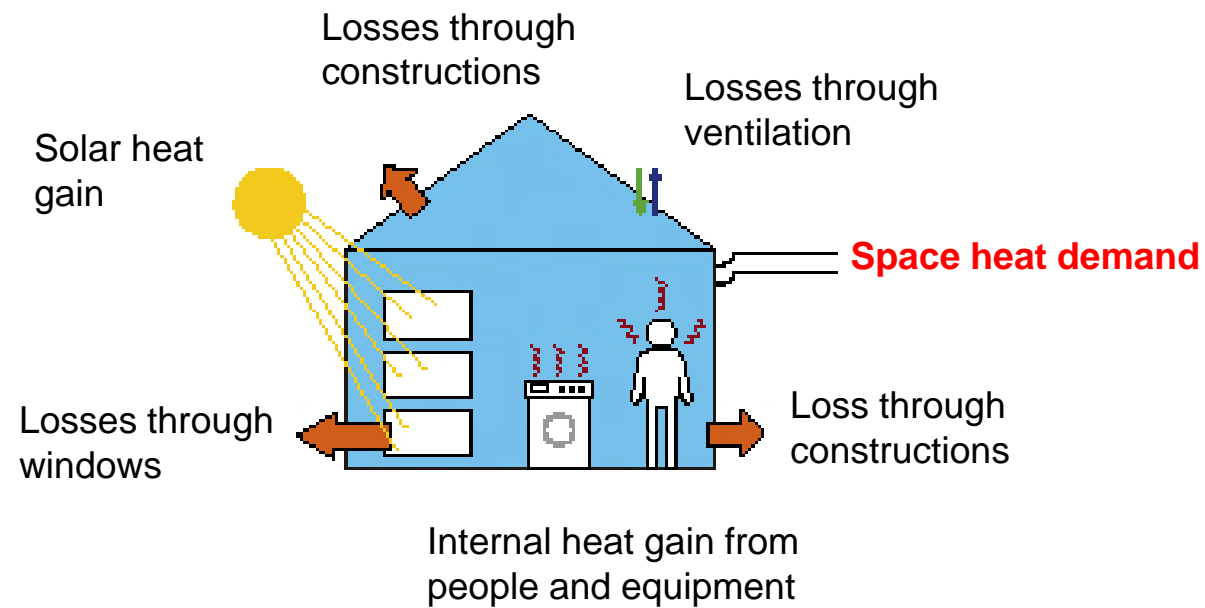 Losses through
constructions
Losses through
ventilation
Solar heat
gain
Space heat demand
Losses through
windows
Loss through
constructions
Internal heat gain from
people and equipment